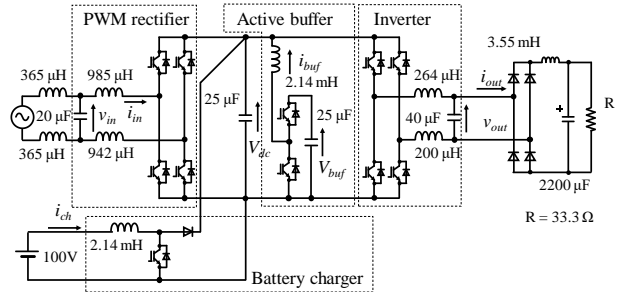 PWM rectifier
Active buffer
Inverter
365 μH
985 μH
20 μF
v_in
i_in
365 μH
942 μH
25 μF
V_dc
i_buf
2.14 mH
25 μF
V_buf
264 μH
40 μF
200 μH
i_out
v_out
3.55 mH
+
R
2200 μF
R = 33.3 Ω
i_ch
2.14 mH
100V
Battery charger